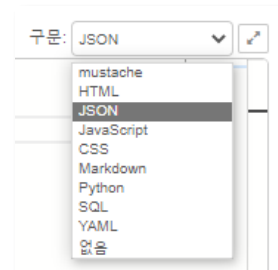 구문: JSON
mustache
HTML
JSON
JavaScript
CSS
Markdown
Python
SQL
YAML
없음